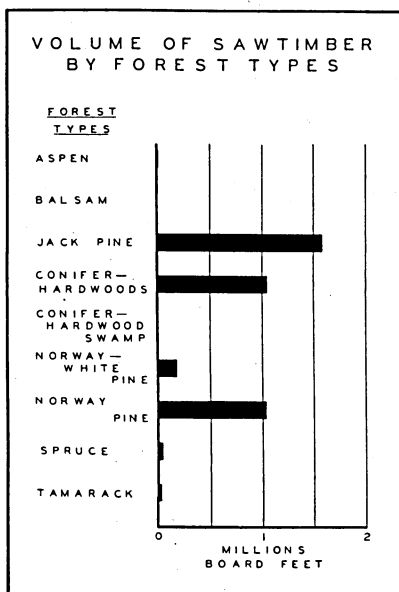 VOLUME OF SAWTIMBER
BY FOREST TYPES
FOREST
TYPES
ASPEN
BALSAM
JACK PINE
CONIFER—
HARDWOODS
CONIFER—
HARDWOOD
SWAMP
NORWAY—
WHITE
PINE
NORWAY
PINE
SPRUCE
TAMARACK
0 1 2
MILLIONS
BOARD FEET